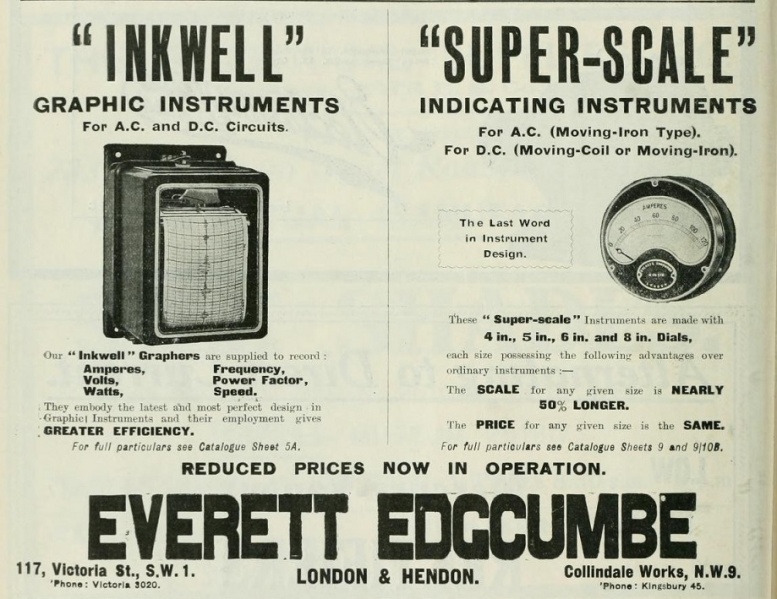 "INKWELL"
GRAPHIC INSTRUMENTS
For A.C. and D.C. Circuits.
Our "Inkwell" Graphers are supplied to record:
Amperes, Frequency,
Volts, Power Factor,
Watts, Speed.
They embody the latest and most perfect design in
Graphic Instruments and their employment gives
GREATER EFFICIENCY.
For full particulars see Catalogue Sheet 5A.
"SUPER-SCALE"
INDICATING INSTRUMENTS
For A.C. (Moving-Iron Type).
For D.C. (Moving-Coil or Moving-Iron).
The Last Word
in Instrument
Design.
AMPERES
0 20 40 60 80 100 120
These "Super-scale" Instruments are made with
4 in., 5 in., 6 in. and 8 in. Dials,
each size possessing the following advantages over
ordinary instruments :—
The SCALE for any given size is NEARLY
50% LONGER.
The PRICE for any given size is the SAME.
For full particulars see Catalogue Sheets 9 and 9/10B.
REDUCED PRICES NOW IN OPERATION.
EVERETT EDGCUMBE
117, Victoria St., S.W.1.
'Phone: Victoria 3020.
LONDON & HENDON.
Collindale Works, N.W.9.
'Phone: Kingsbury 45.